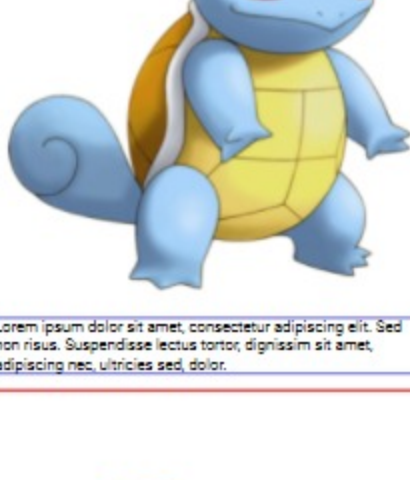 Lorem ipsum dolor sit amet, consectetur adipiscing elit. Sed
non risus. Suspendisse lectus tortor, dignissim sit amet,
adipiscing nec, ultricies sed, dolor.